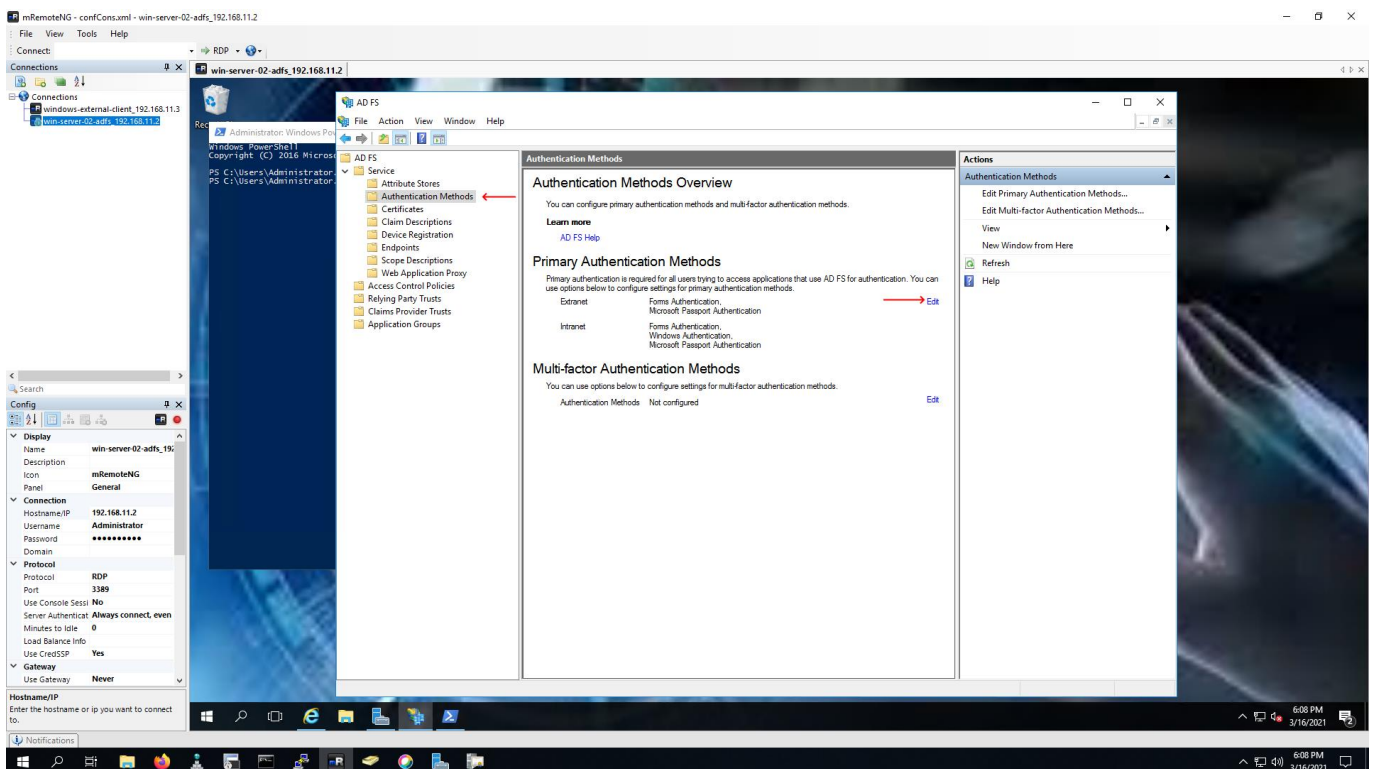 mRemoteNG - confCons.xml - win-server-02-adfs_192.168.11.2
File View Tools Help
Connect:
RDP
Connections
Connections
windows-external-client_192.168.11.3
win-server-02-adfs_192.168.11.2
Search
Config
Display
Name win-server-02-adfs_192
Description
Icon mRemoteNG
Panel General
Connection
Hostname/IP 192.168.11.2
Username Administrator
Password ●●●●●●●●●●
Domain
Protocol
Protocol RDP
Port 3389
Use Console Sessi No
Server Authenticat Always connect, even
Minutes to Idle 0
Load Balance Info
Use CredSSP Yes
Gateway
Use Gateway Never
Hostname/IP
Enter the hostname or ip you want to connect
to.
Notifications
win-server-02-adfs_192.168.11.2
Rec
Administrator: Windows Pow
Windows PowerShell
Copyright (C) 2016 Microso
PS C:\Users\Administrator.
PS C:\Users\Administrator.
AD FS
File Action View Window Help
AD FS
Service
Attribute Stores
Authentication Methods
Certificates
Claim Descriptions
Device Registration
Endpoints
Scope Descriptions
Web Application Proxy
Access Control Policies
Relying Party Trusts
Claims Provider Trusts
Application Groups
Authentication Methods
Authentication Methods Overview
You can configure primary authentication methods and multi-factor authentication methods.
Learn more
AD FS Help
Primary Authentication Methods
Primary authentication is required for all users trying to access applications that use AD FS for authentication. You can
use options below to configure settings for primary authentication methods.
Extranet Forms Authentication, Edit
Microsoft Passport Authentication
Intranet Forms Authentication,
Windows Authentication,
Microsoft Passport Authentication
Multi-factor Authentication Methods
You can use options below to configure settings for multi-factor authentication methods.
Authentication Methods Not configured Edit
Actions
Authentication Methods
Edit Primary Authentication Methods...
Edit Multi-factor Authentication Methods...
View
New Window from Here
Refresh
Help
6:08 PM
3/16/2021
6:08 PM
3/16/2021